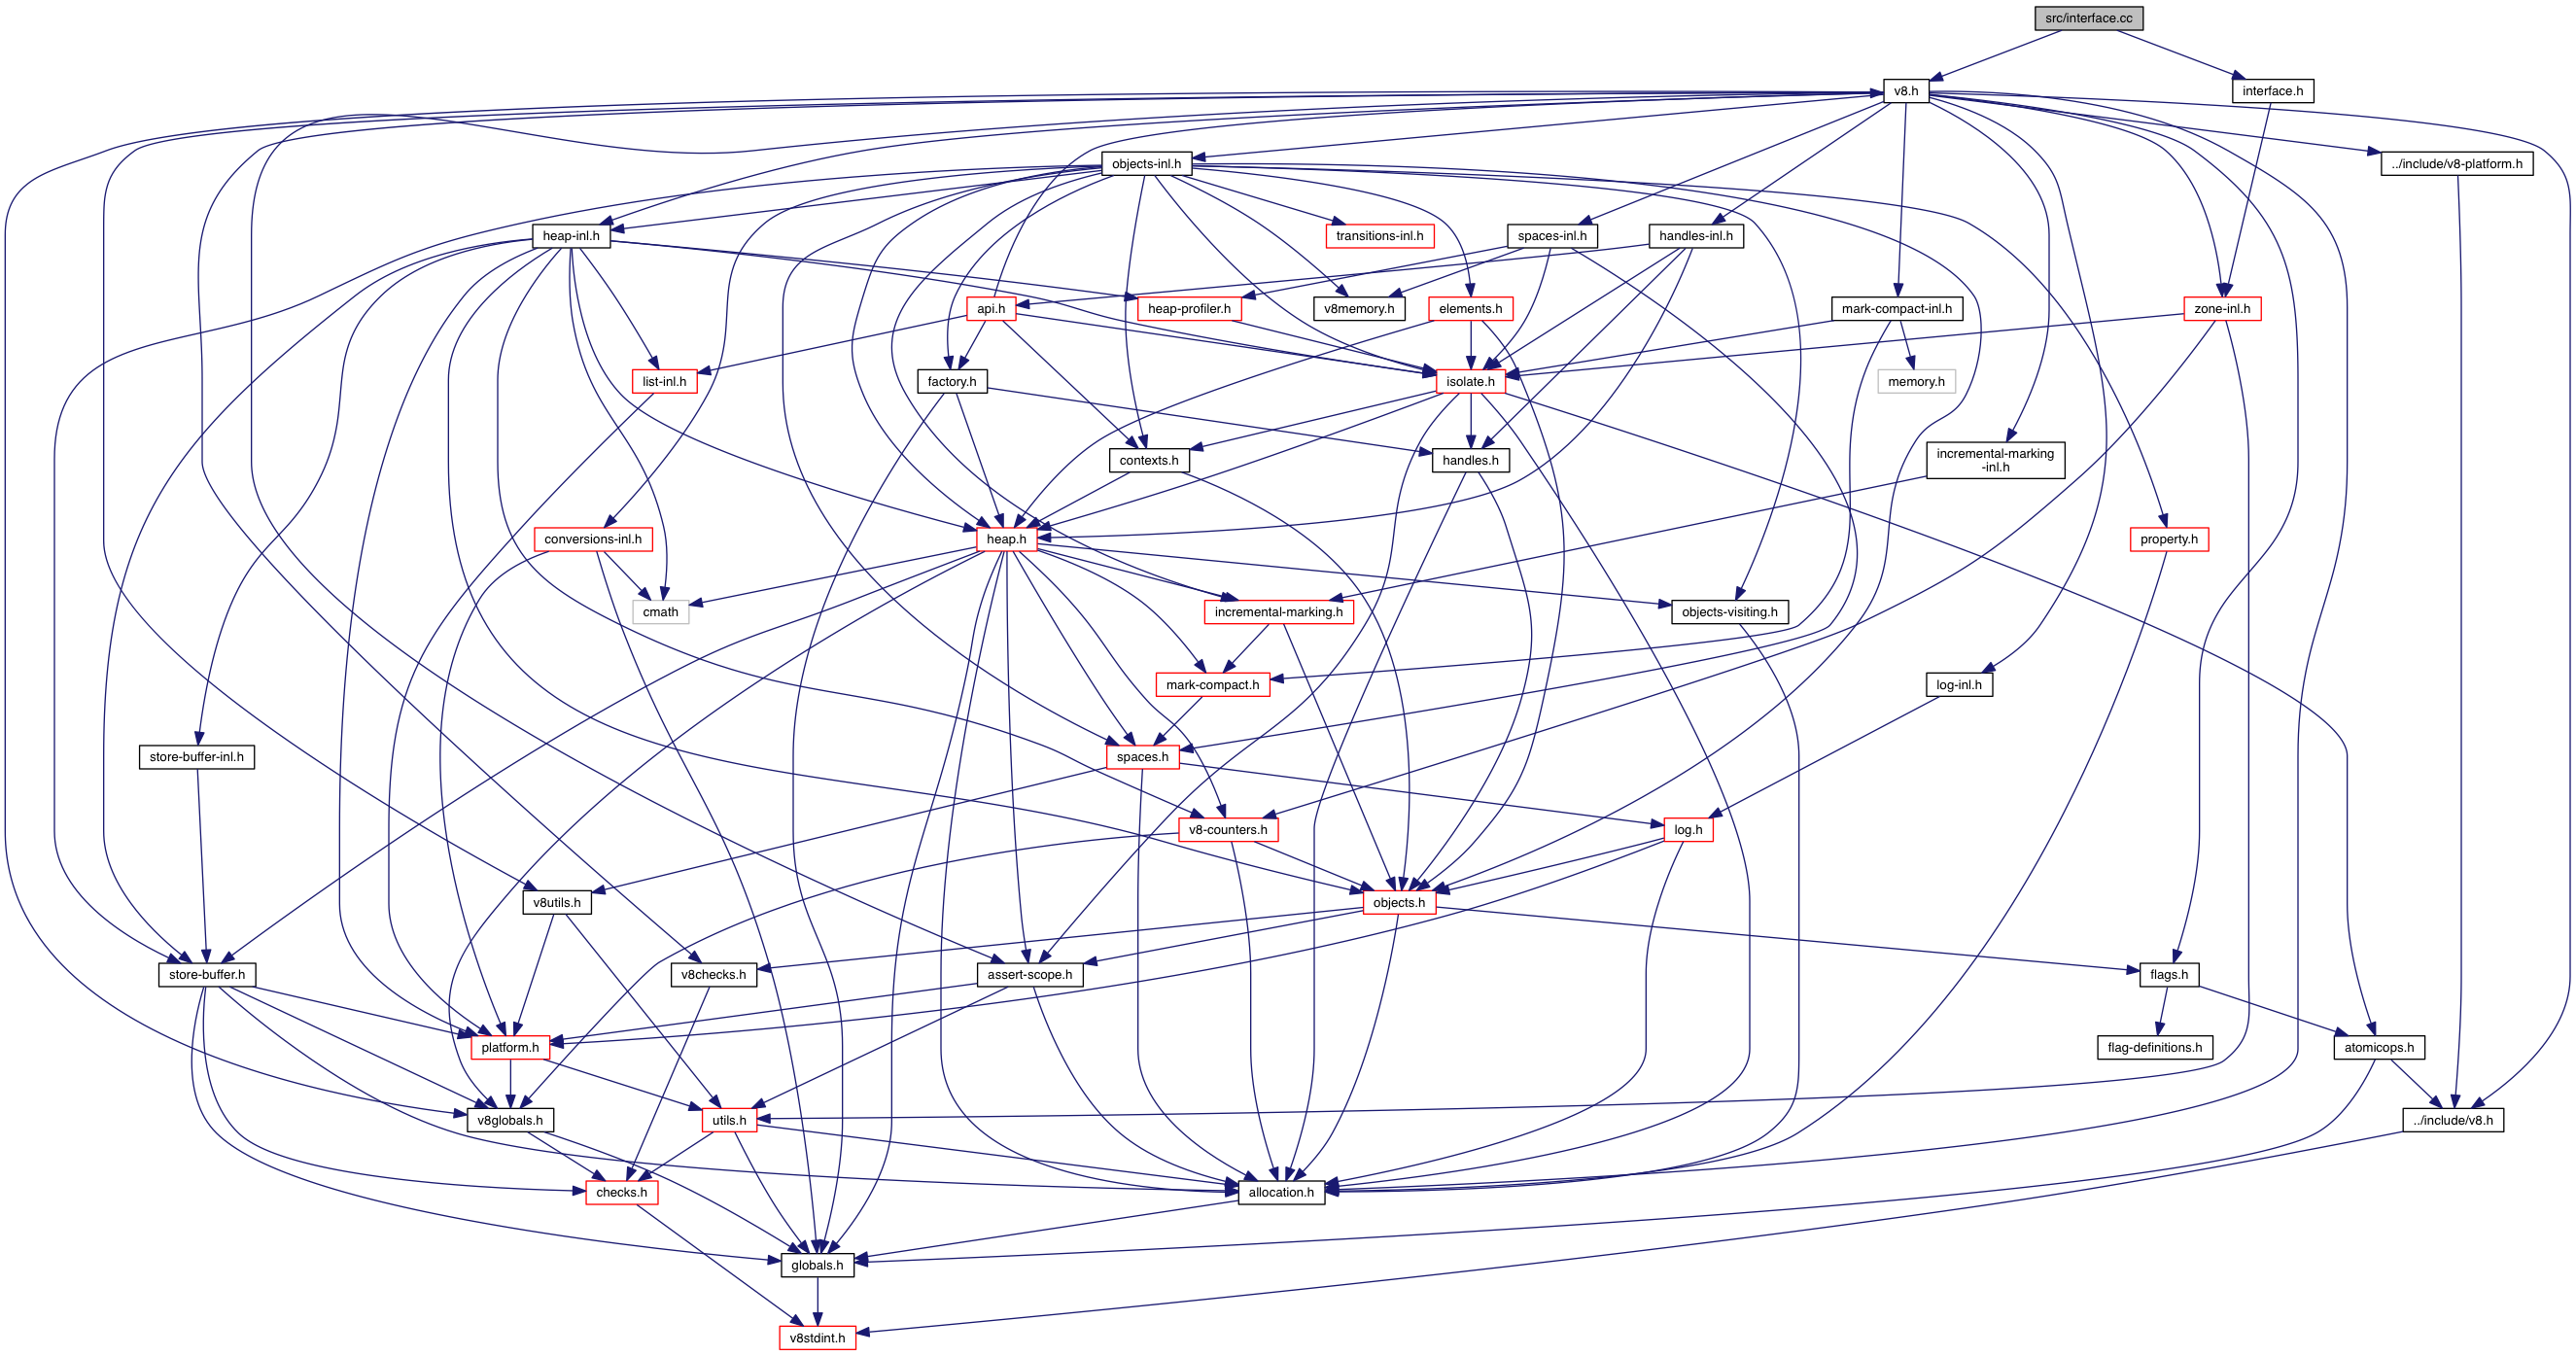 src/interface.cc
v8.h
interface.h
objects-inl.h
../include/v8-platform.h
heap-inl.h
transitions-inl.h
spaces-inl.h
handles-inl.h
api.h
heap-profiler.h
v8memory.h
elements.h
mark-compact-inl.h
zone-inl.h
list-inl.h
factory.h
isolate.h
memory.h
contexts.h
handles.h
incremental-marking
-inl.h
conversions-inl.h
heap.h
property.h
cmath
incremental-marking.h
objects-visiting.h
mark-compact.h
log-inl.h
store-buffer-inl.h
spaces.h
v8-counters.h
log.h
v8utils.h
objects.h
store-buffer.h
v8checks.h
assert-scope.h
flags.h
platform.h
flag-definitions.h
atomicops.h
v8globals.h
utils.h
../include/v8.h
checks.h
allocation.h
globals.h
v8stdint.h